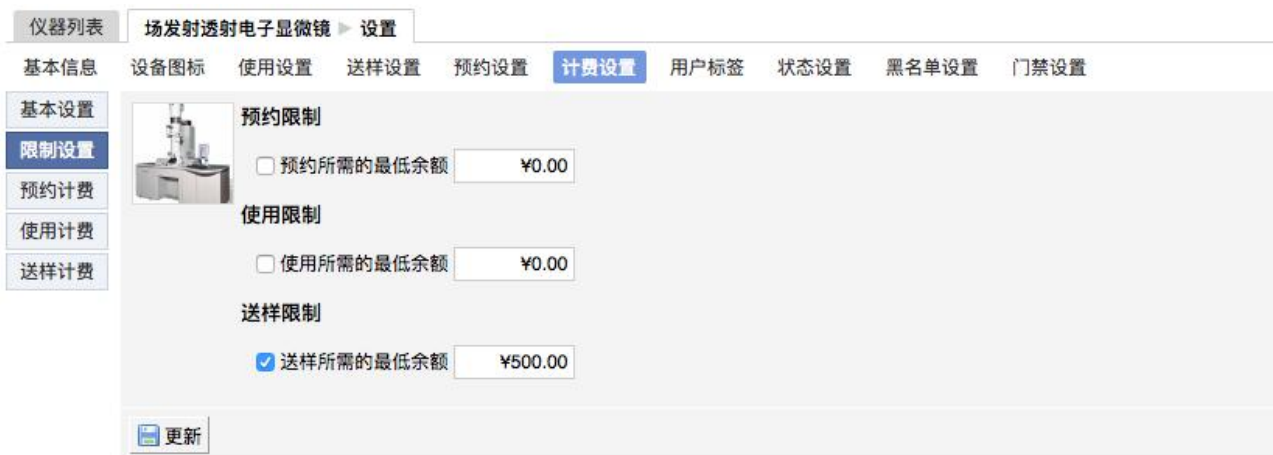 仪器列表 场发射透射电子显微镜 ▶ 设置
基本信息 设备图标 使用设置 送样设置 预约设置 计费设置 用户标签 状态设置 黑名单设置 门禁设置
基本设置
限制设置
预约计费
使用计费
送样计费
预约限制
预约所需的最低余额 ¥0.00
使用限制
使用所需的最低余额 ¥0.00
送样限制
送样所需的最低余额 ¥500.00
更新